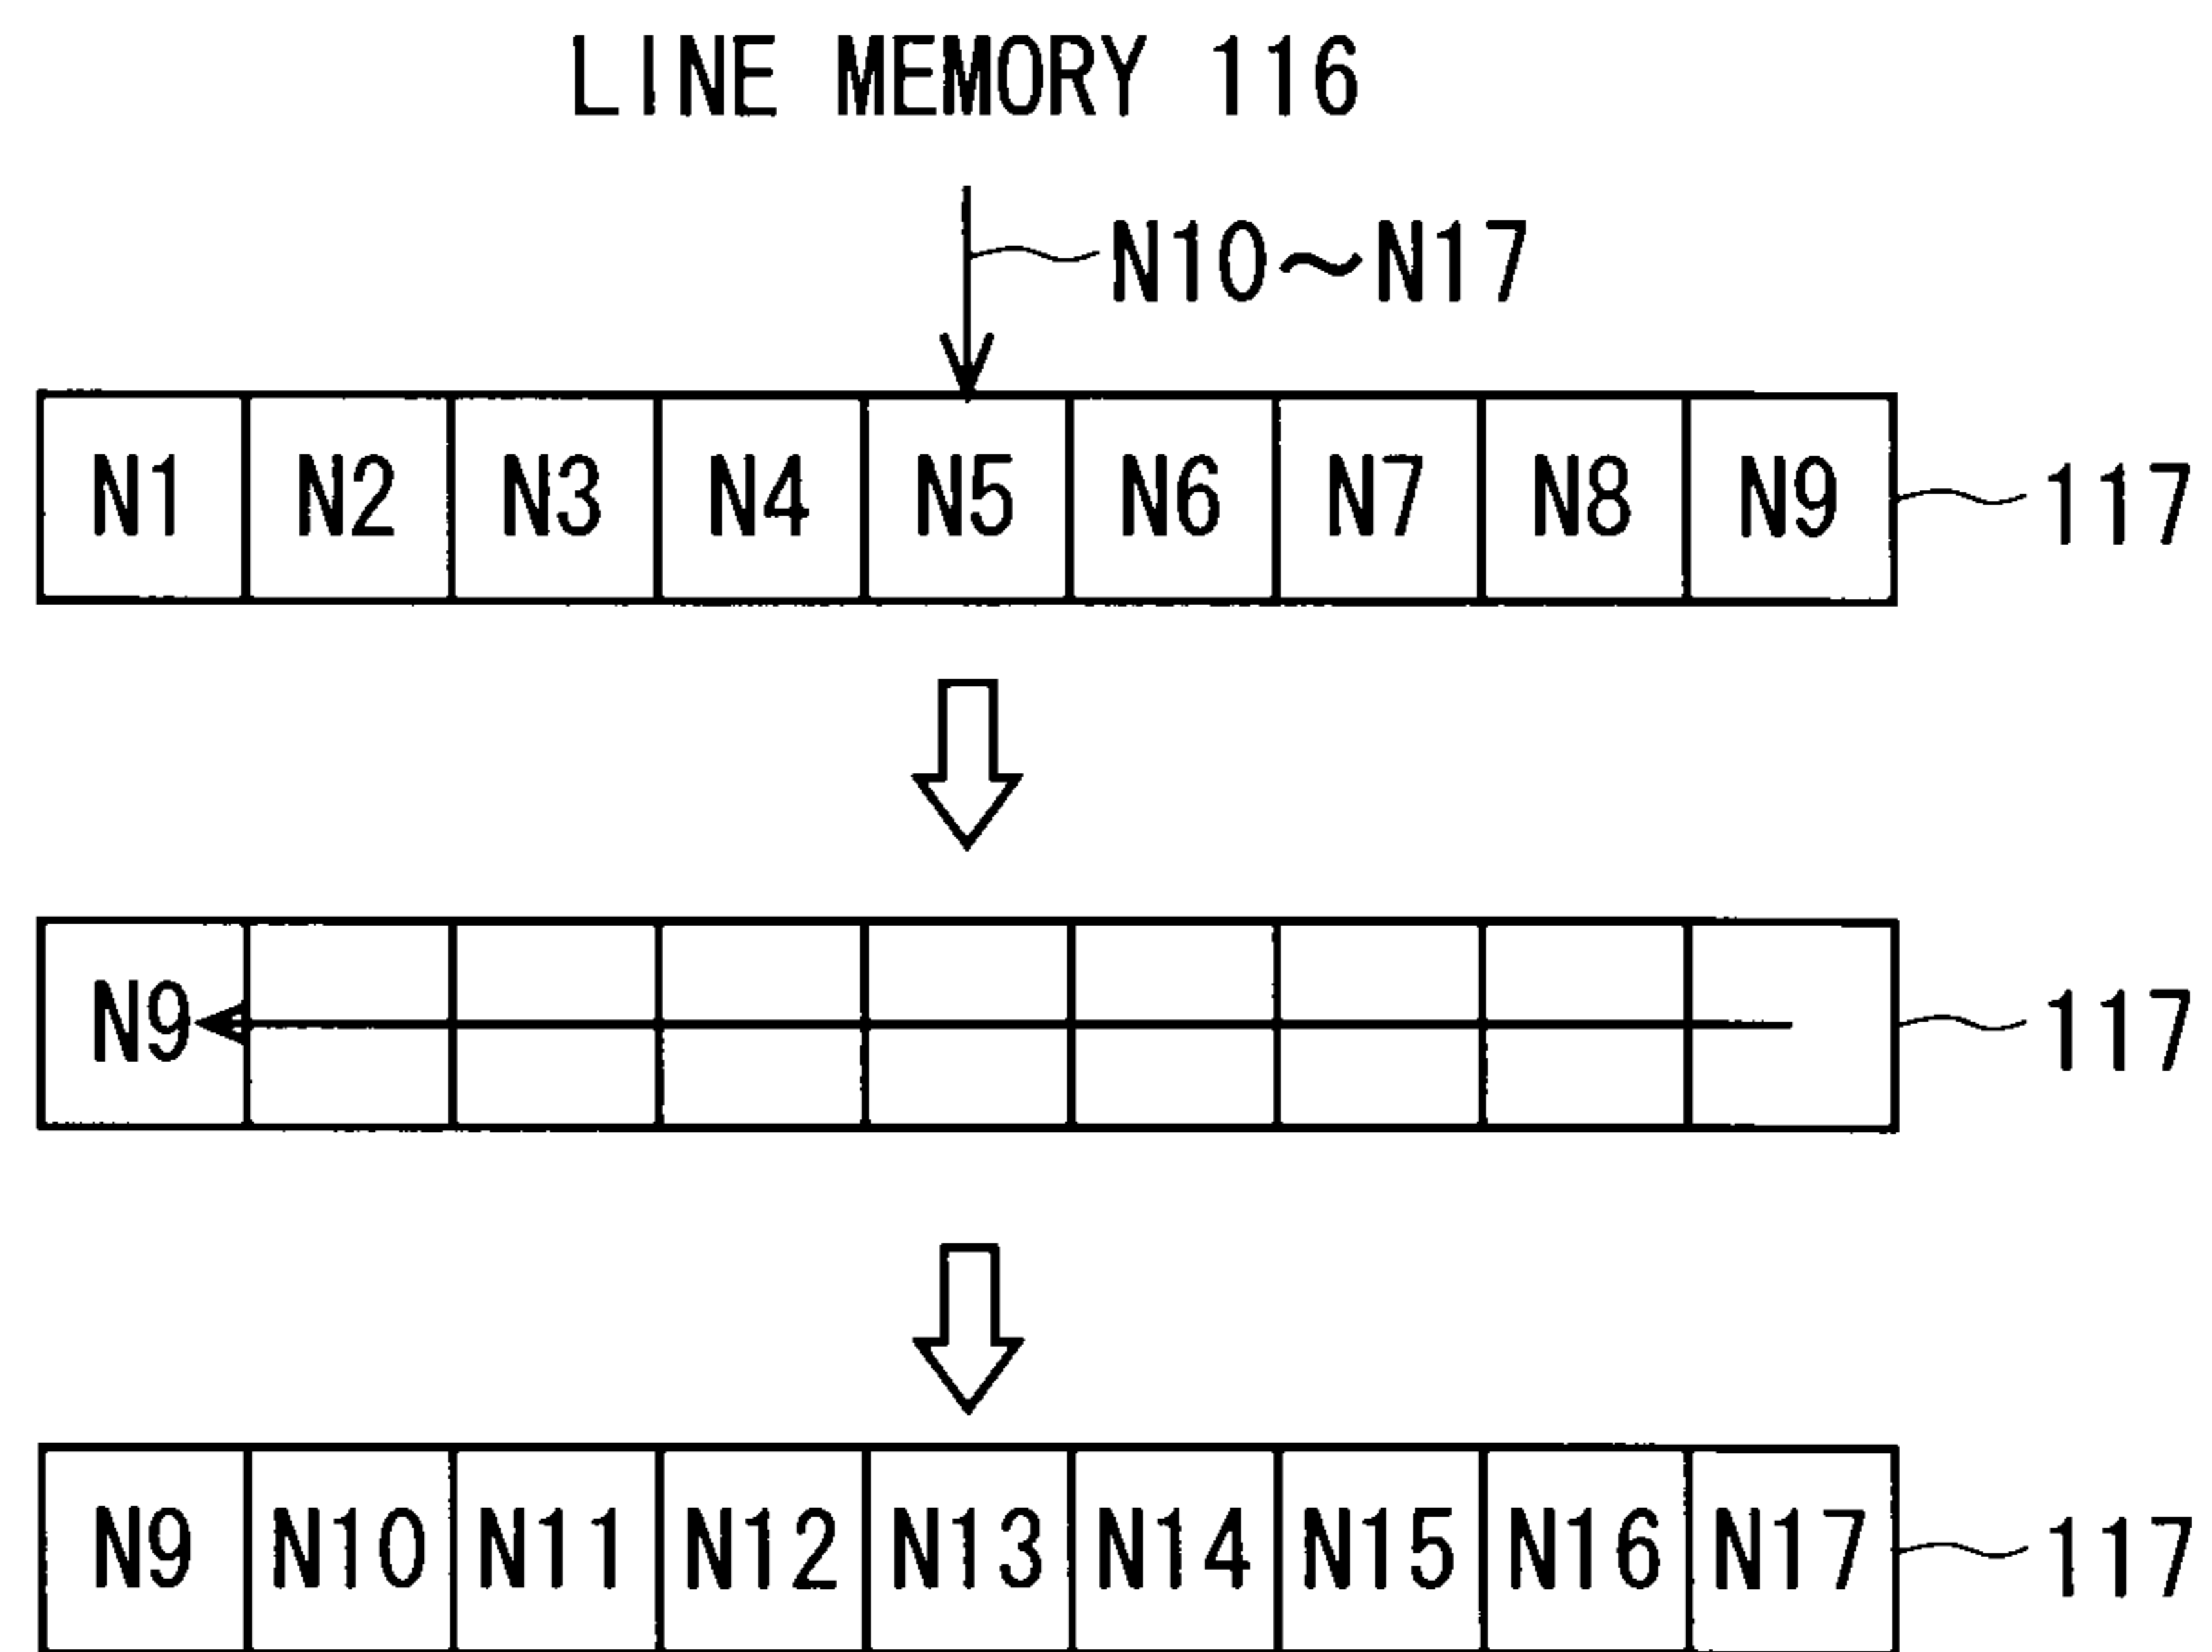 LINE MEMORY 116
N10～N17
N1 N2 N3 N4 N5 N6 N7 N8 N9 117
N9 117
N9 N10 N11 N12 N13 N14 N15 N16 N17 117